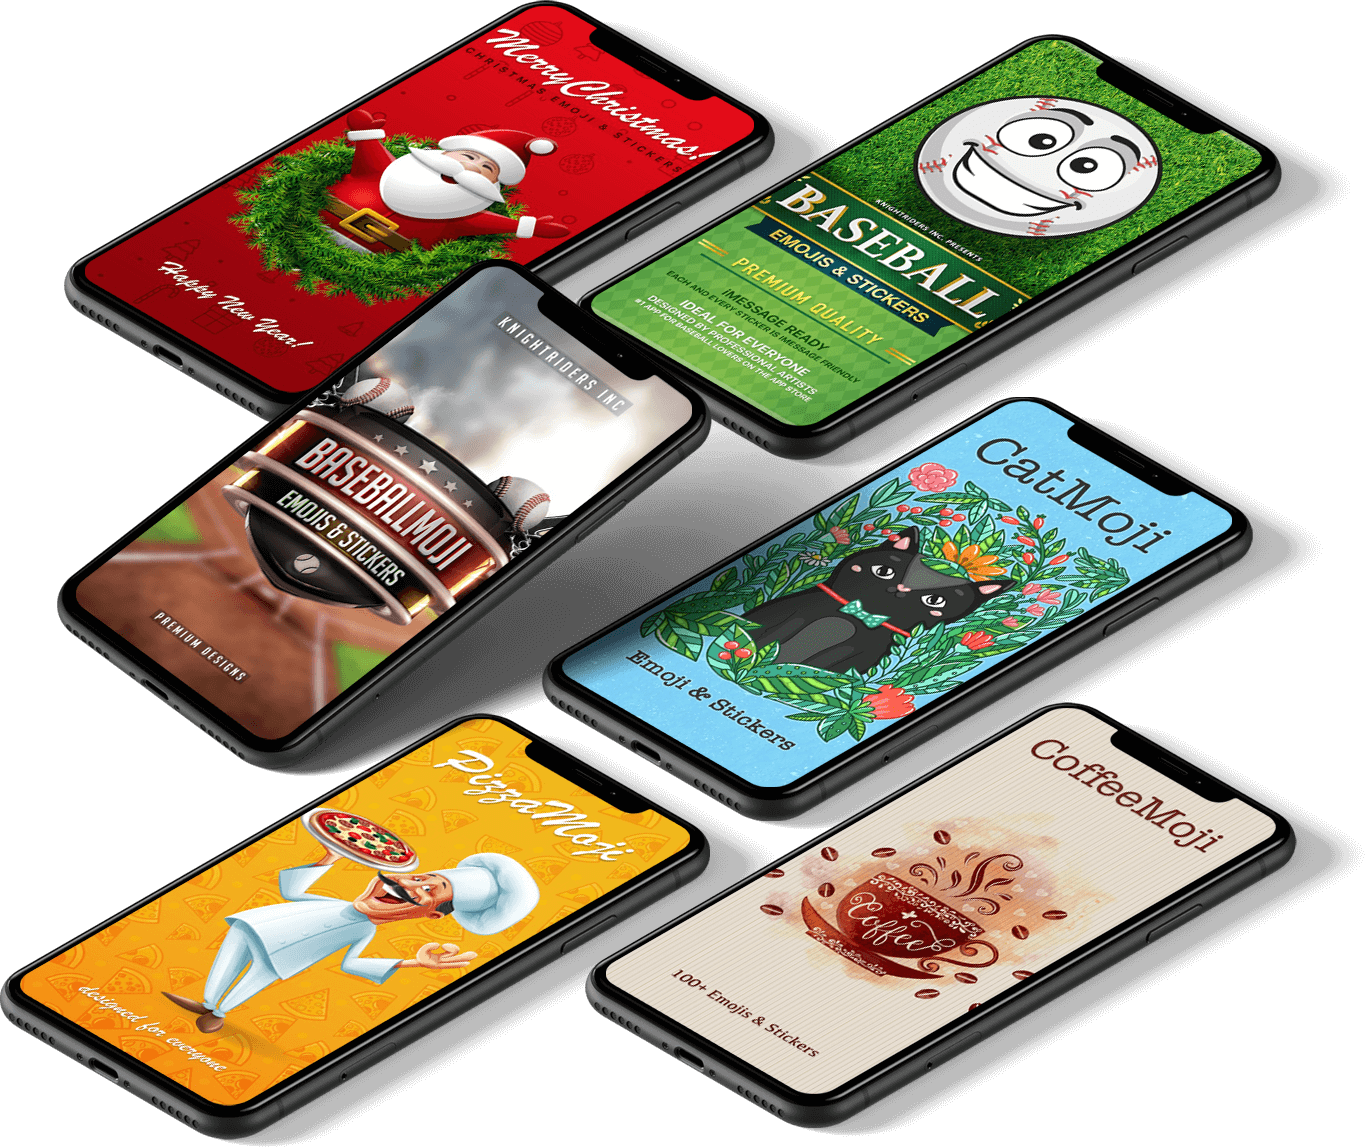 Merry Christmas!
CHRISTMAS EMOJI & STICKERS
Happy New Year!
KNIGHTRIDERS INC. PRESENTS
BASEBALL
EMOJIS & STICKERS
PREMIUM QUALITY
IMESSAGE READY
EACH AND EVERY STICKER IS IMESSAGE FRIENDLY
IDEAL FOR EVERYONE
DESIGNED BY PROFESSIONAL ARTISTS
#1 APP FOR BASEBALL LOVERS ON THE APP STORE
KNIGHTRIDERS INC
BASEBALLMOJI
EMOJIS & STICKERS
PREMIUM DESIGNS
CatMoji
Emoji & Stickers
PizzaMoji
designed for everyone
CoffeeMoji
Coffee
100+ Emojis & Stickers